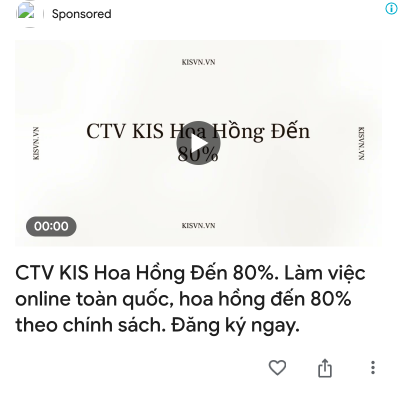 Sponsored
KISVN.VN
CTV KIS Hoa Hồng Đến
80%
KISVN.VN
KISVN.VN
KISVN.VN
00:00
CTV KIS Hoa Hồng Đến 80%. Làm việc
online toàn quốc, hoa hồng đến 80%
theo chính sách. Đăng ký ngay.